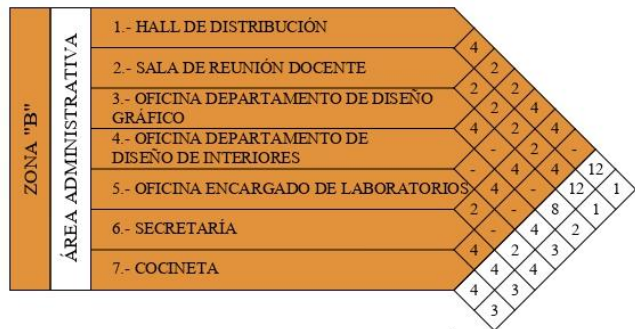 ZONA "B"
ÁREA ADMINISTRATIVA
1.- HALL DE DISTRIBUCIÓN
2.- SALA DE REUNIÓN DOCENTE
3.- OFICINA DEPARTAMENTO DE DISEÑO
GRÁFICO
4.- OFICINA DEPARTAMENTO DE
DISEÑO DE INTERIORES
5.- OFICINA ENCARGADO DE LABORATORIOS
6.- SECRETARÍA
7.- COCINETA
4
2
2 2
2 4
4 2 4
- 2 -
- 4 4 12
4 - 12 1
2 - 8 1
- 4 2
4 2 3
4 4
4 3
3